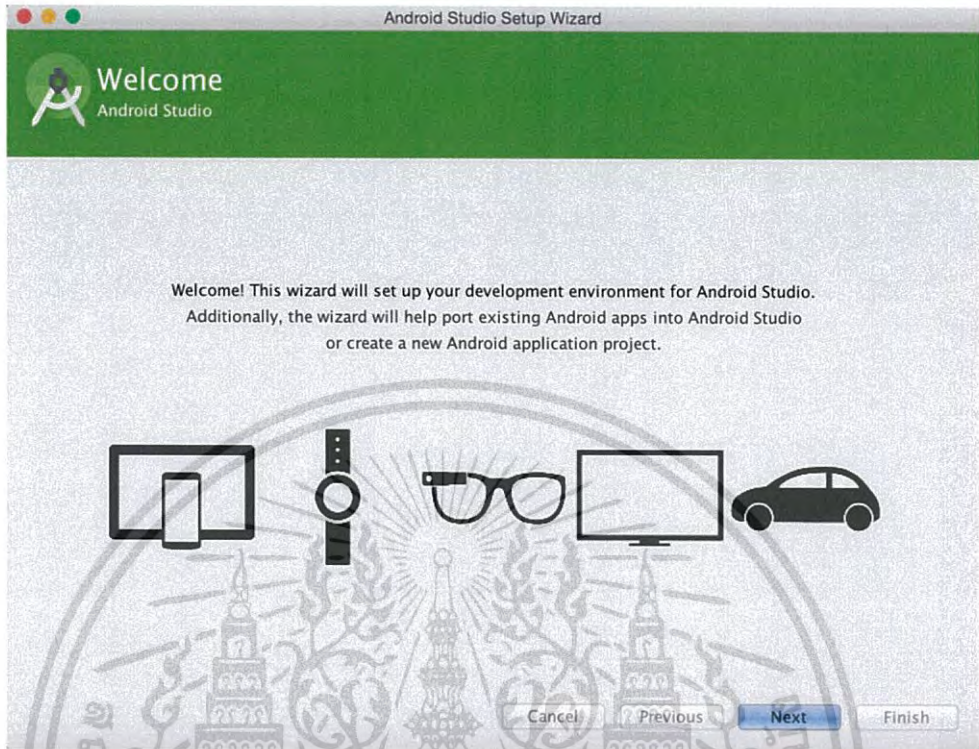 Android Studio Setup Wizard
Welcome
Android Studio
Welcome! This wizard will set up your development environment for Android Studio.
Additionally, the wizard will help port existing Android apps into Android Studio
or create a new Android application project.
Cancel Previous Next Finish